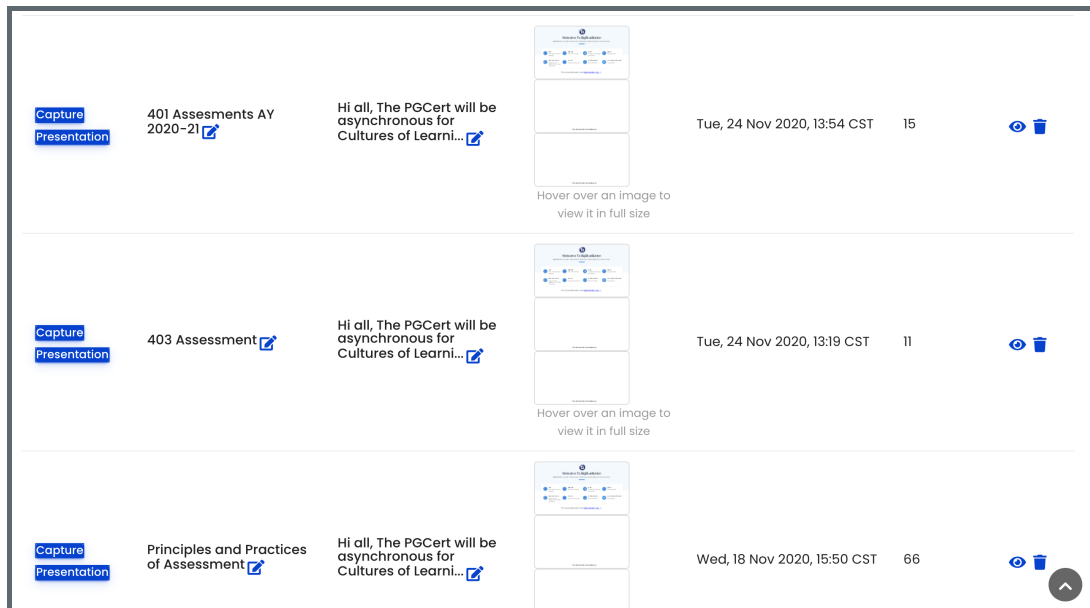 Capture
Presentation
401 Assesments AY
2020-21
Hi all, The PGCert will be
asynchronous for
Cultures of Learni...
Hover over an image to
view it in full size
Tue, 24 Nov 2020, 13:54 CST
15
Capture
Presentation
403 Assessment
Hi all, The PGCert will be
asynchronous for
Cultures of Learni...
Hover over an image to
view it in full size
Tue, 24 Nov 2020, 13:19 CST
11
Capture
Presentation
Principles and Practices
of Assessment
Hi all, The PGCert will be
asynchronous for
Cultures of Learni...
Wed, 18 Nov 2020, 15:50 CST
66